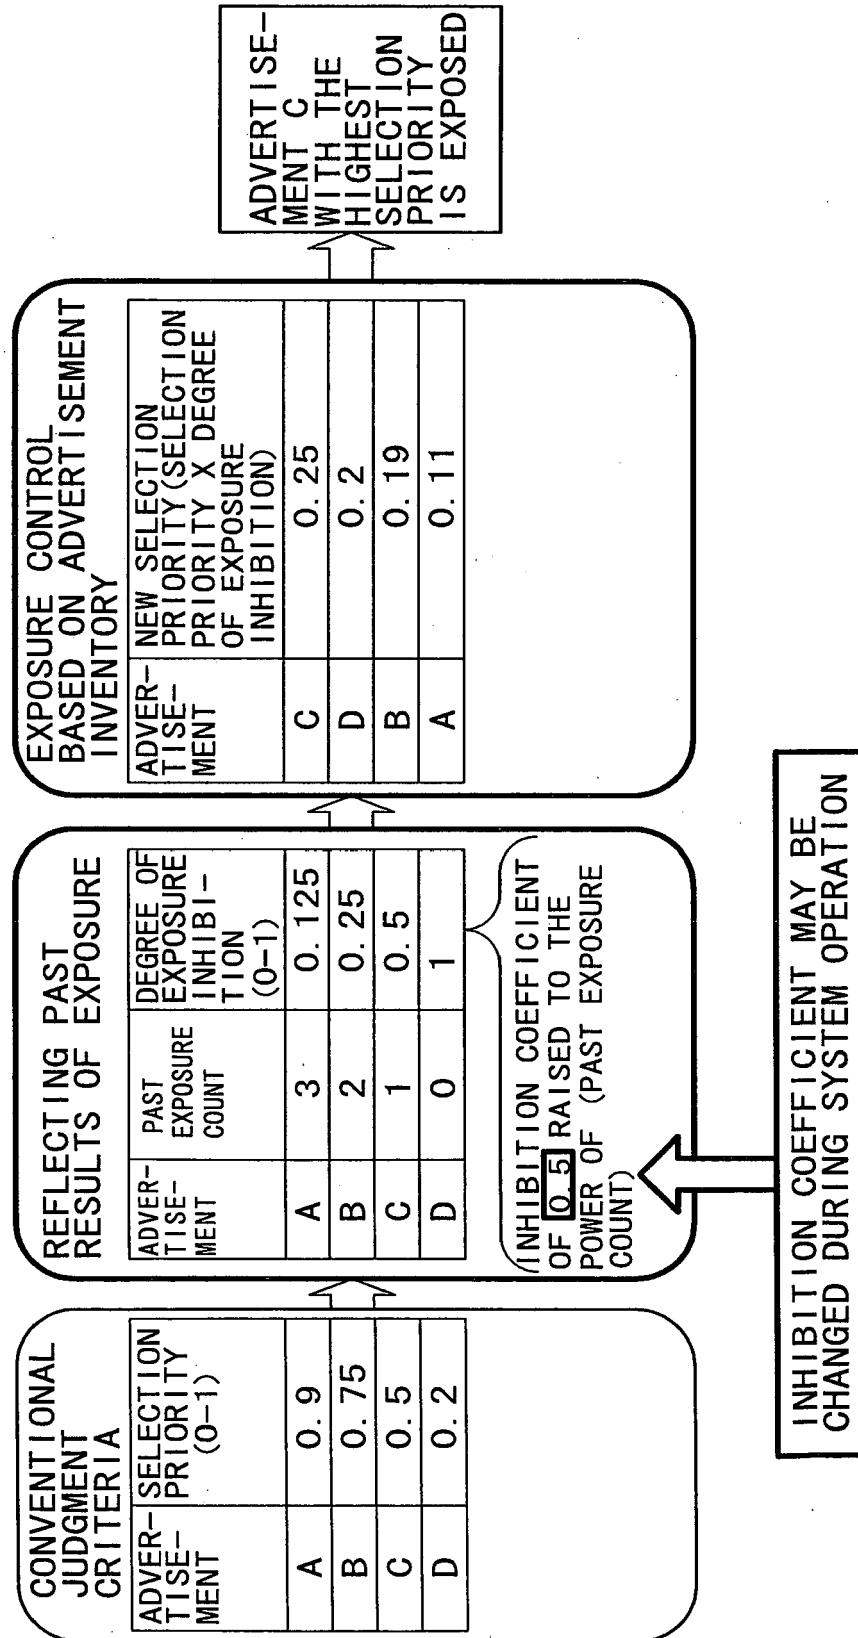 CONVENTIONAL
JUDGMENT
CRITERIA
ADVER-
TISE-
MENT
SELECTION
PRIORITY
(0-1)
A 0.9
B 0.75
C 0.5
D 0.2
REFLECTING PAST
RESULTS OF EXPOSURE
ADVER-
TISE-
MENT
PAST
EXPOSURE
COUNT
DEGREE OF
EXPOSURE
INHIBI-
TION
(0-1)
A 3 0.125
B 2 0.25
C 1 0.5
D 0 1
INHIBITION COEFFICIENT
OF 0.5 RAISED TO THE
POWER OF (PAST EXPOSURE
COUNT)
INHIBITION COEFFICIENT MAY BE
CHANGED DURING SYSTEM OPERATION
EXPOSURE CONTROL
BASED ON ADVERTISEMENT
INVENTORY
ADVER-
TISE-
MENT
NEW SELECTION
PRIORITY(SELECTION
PRIORITY X DEGREE
OF EXPOSURE
INHIBITION)
C 0.25
D 0.2
B 0.19
A 0.11
ADVERTISE-
MENT C
WITH THE
HIGHEST
SELECTION
PRIORITY
IS EXPOSED